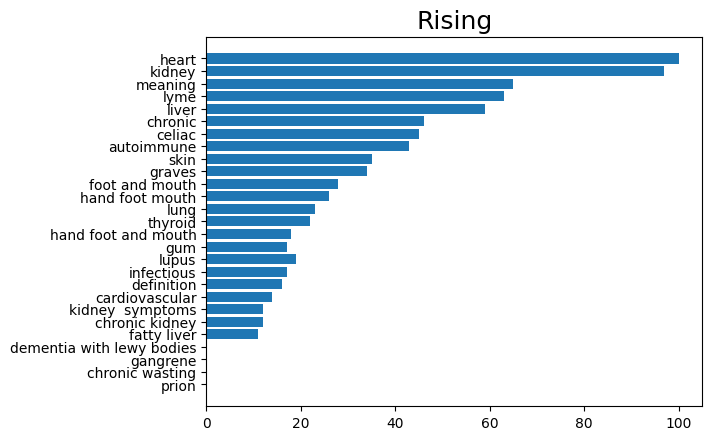 Rising
heart
kidney
meaning
lyme
liver
chronic
celiac
autoimmune
skin
graves
foot and mouth
hand foot mouth
lung
thyroid
hand foot and mouth
gum
lupus
infectious
definition
cardiovascular
kidney  symptoms
chronic kidney
fatty liver
dementia with lewy bodies
gangrene
chronic wasting
prion
0 20 40 60 80 100